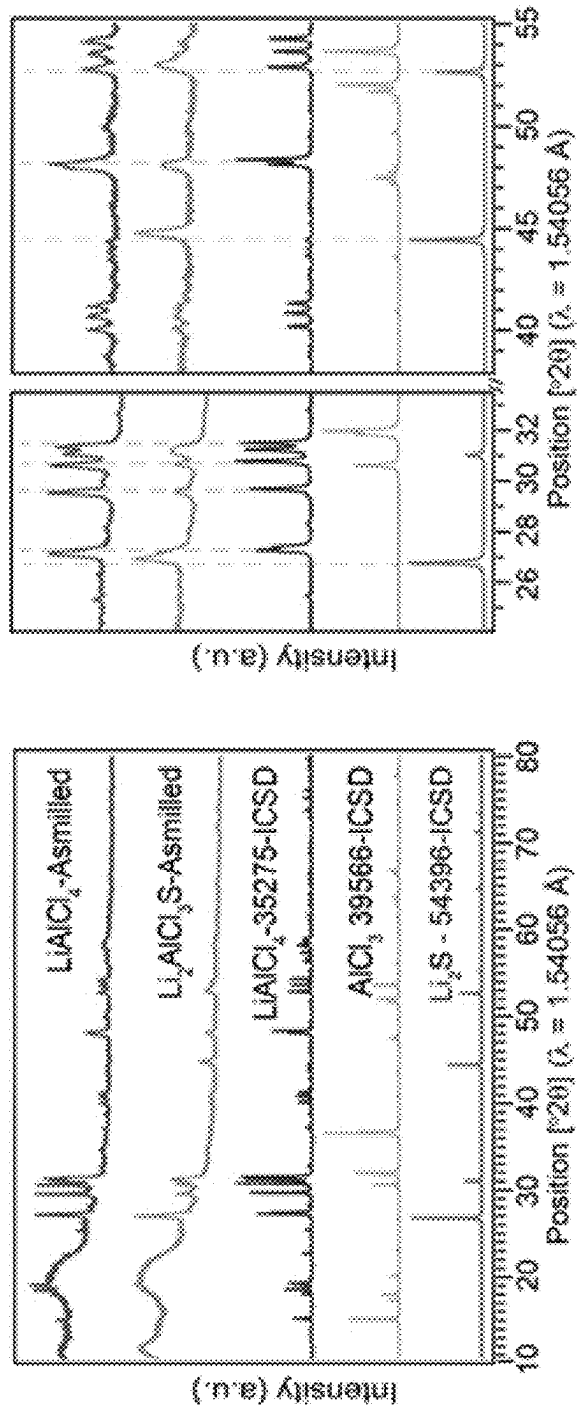 Intensity (a.u.)
LiAlCl₄-Asmilled
Li₂AlCl₃S-Asmilled
LiAlCl₄-35275-ICSD
AlCl₃ 39566-ICSD
Li₂S - 54396-ICSD
10 20 30 40 50 60 70 80
Position [°2θ] (λ = 1.54056 Å)
Intensity (a.u.)
26 28 30 32
Position [°2θ] (λ = 1.54056 Å)
40 45 50 55